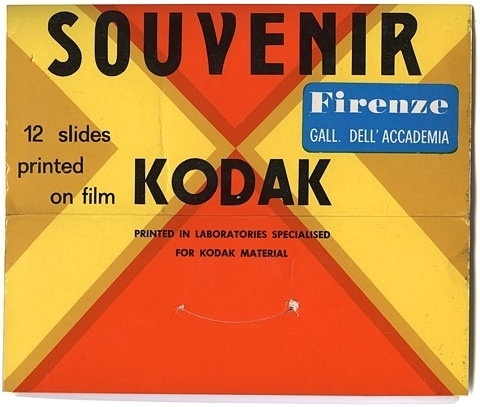 SOUVENIR
Firenze
GALL. DELL' ACCADEMIA
12 slides
printed
on film
KODAK
PRINTED IN LABORATORIES SPECIALISED
FOR KODAK MATERIAL